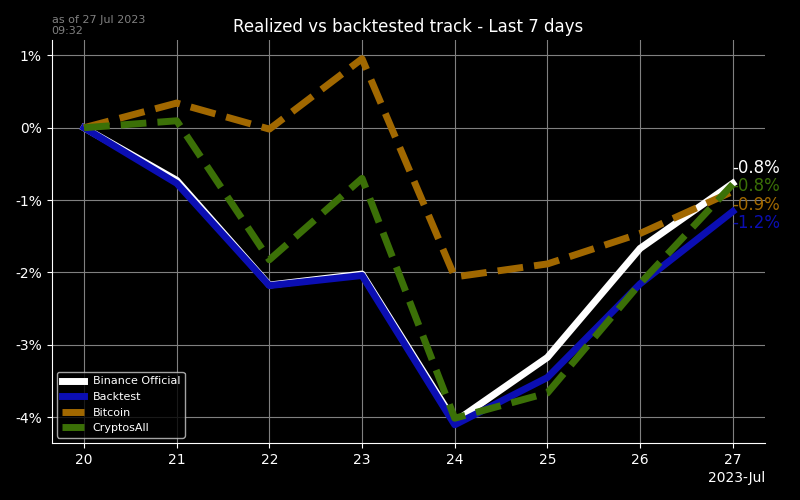 as of 27 Jul 2023
09:32
Realized vs backtested track - Last 7 days
1%
0%
-1%
-2%
-3%
-4%
-0.8%
-0.8%
-0.9%
-1.2%
Binance Official
Backtest
Bitcoin
CryptosAll
20 21 22 23 24 25 26 27
2023-Jul